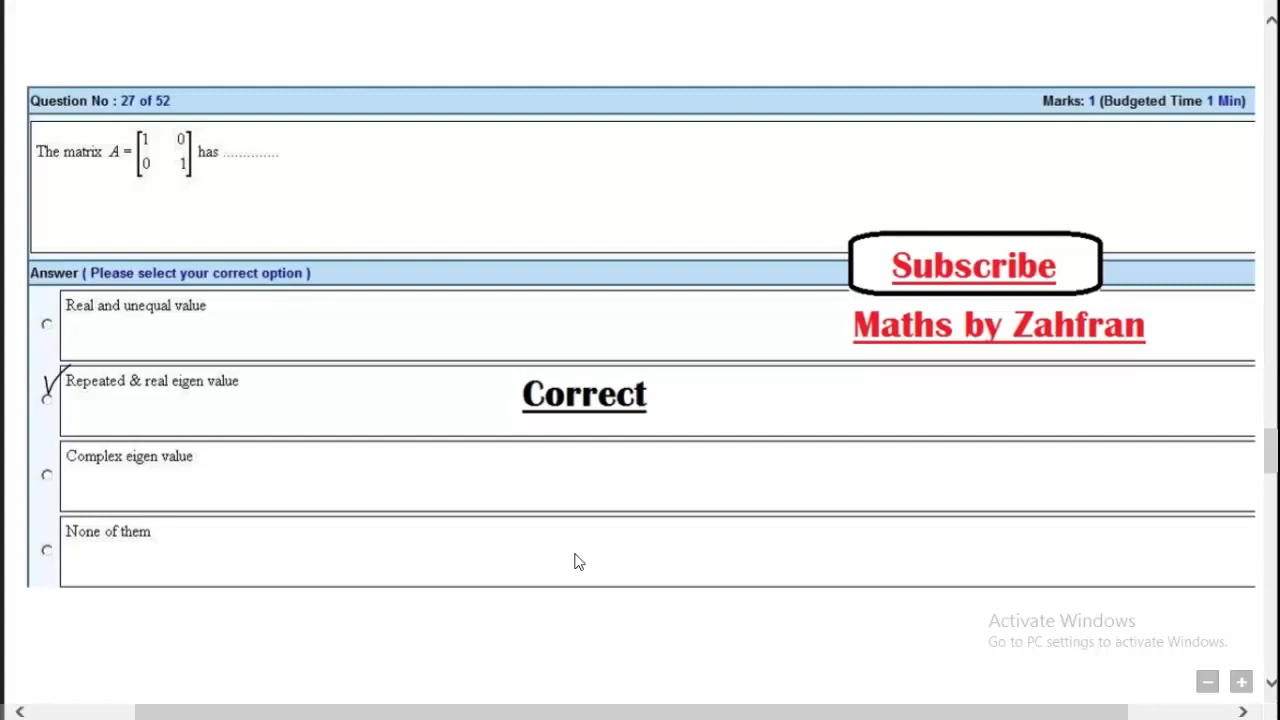 Question No : 27 of 52 Marks: 1 (Budgeted Time 1 Min)
The matrix A = [1 0
0 1] has ..............
Answer ( Please select your correct option )
Subscribe
Real and unequal value
Maths by Zahfran
Repeated & real eigen value
Correct
Complex eigen value
None of them
Activate Windows
Go to PC settings to activate Windows.